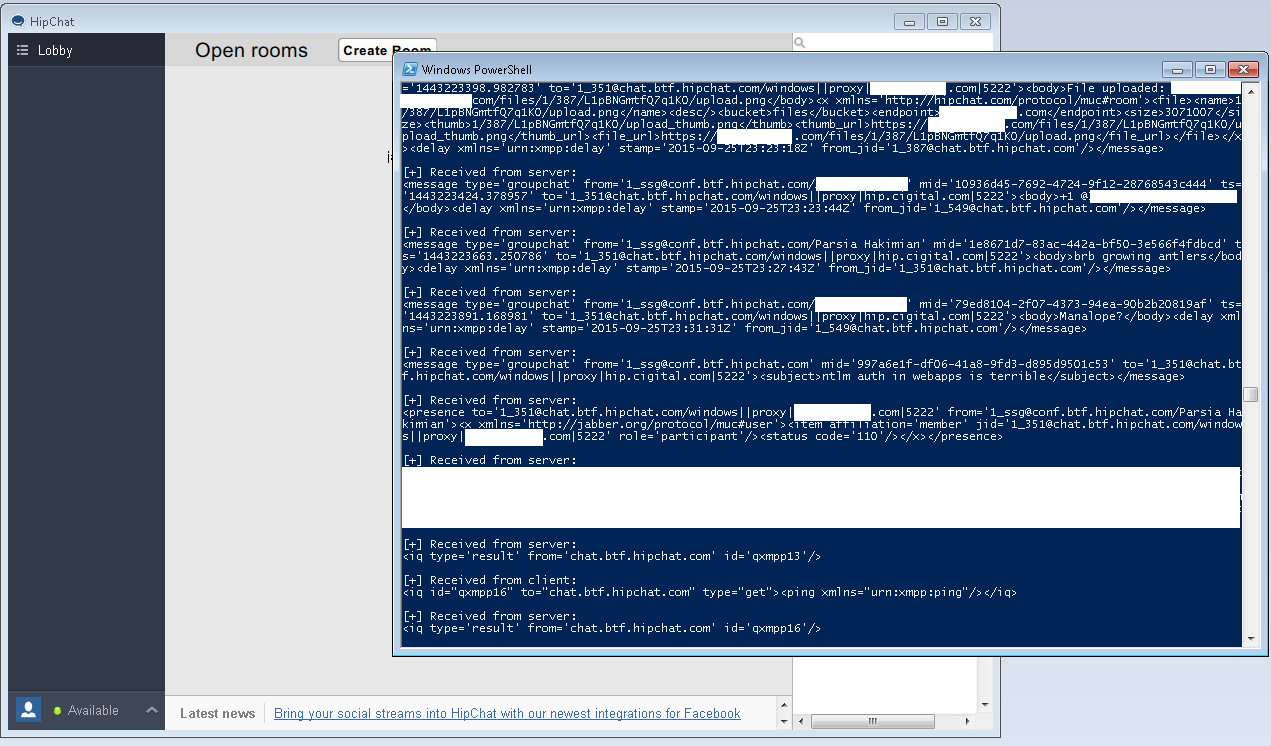 HipChat
Lobby
Open rooms
Create Room
Windows PowerShell
='1443223398.982783' to='1_351@chat.btf.hipchat.com/windows||proxy| .com|5222'><body>File uploaded:
com/files/1/387/L1pBNGmtfQ7q1KO/upload.png</body><x xmlns='http://hipchat.com/protocol/muc#room'><file><name>1
/387/L1pBNGmtfQ7q1KO/upload.png</name><desc/><bucket>files</bucket><endpoint> .com</endpoint><size>3071007</si
ze><thumb>1/387/L1pBNGmtfQ7q1KO/upload_thumb.png</thumb><thumb_url>https:// .com/files/1/387/L1pBNGmtfQ7q1KO/u
pload_thumb.png</thumb_url><file_url>https:// .com/files/1/387/L1pBNGmtfQ7q1KO/upload.png</file_url></file></x
><delay xmlns='urn:xmpp:delay' stamp='2015-09-25T23:23:18Z' from_jid='1_387@chat.btf.hipchat.com'/></message>
[+] Received from server:
<message type='groupchat' from='1_ssg@conf.btf.hipchat.com/ ' mid='10936d45-7692-4724-9f12-28768543c444' ts=
'1443223424.378957' to='1_351@chat.btf.hipchat.com/windows||proxy|hip.cigital.com|5222'><body>+1 @
</body><delay xmlns='urn:xmpp:delay' stamp='2015-09-25T23:23:44Z' from_jid='1_549@chat.btf.hipchat.com'/></message>
[+] Received from server:
<message type='groupchat' from='1_ssg@conf.btf.hipchat.com/Parsia Hakimian' mid='1e8671d7-83ac-442a-bf50-3e566f4fdbcd' t
s='1443223663.250786' to='1_351@chat.btf.hipchat.com/windows||proxy|hip.cigital.com|5222'><body>brb growing antlers</bod
y><delay xmlns='urn:xmpp:delay' stamp='2015-09-25T23:27:43Z' from_jid='1_351@chat.btf.hipchat.com'/></message>
[+] Received from server:
<message type='groupchat' from='1_ssg@conf.btf.hipchat.com/ ' mid='79ed8104-2f07-4373-94ea-90b2b20819af' ts=
'1443223891.168981' to='1_351@chat.btf.hipchat.com/windows||proxy|hip.cigital.com|5222'><body>Manalope?</body><delay xml
ns='urn:xmpp:delay' stamp='2015-09-25T23:31:31Z' from_jid='1_549@chat.btf.hipchat.com'/></message>
[+] Received from server:
<message type='groupchat' from='1_ssg@conf.btf.hipchat.com' mid='997a6e1f-df06-41a8-9fd3-d895d9501c53' to='1_351@chat.bt
f.hipchat.com/windows||proxy|hip.cigital.com|5222'><subject>ntlm auth in webapps is terrible</subject></message>
[+] Received from server:
<presence to='1_351@chat.btf.hipchat.com/windows||proxy| .com|5222' from='1_ssg@conf.btf.hipchat.com/Parsia Ha
kimian'><x xmlns='http://jabber.org/protocol/muc#user'><item affiliation='member' jid='1_351@chat.btf.hipchat.com/window
s||proxy| .com|5222' role='participant'/><status code='110'/></x></presence>
[+] Received from server:
[+] Received from server:
<iq type='result' from='chat.btf.hipchat.com' id='qxmpp13'/>
[+] Received from client:
<iq id="qxmpp16" to="chat.btf.hipchat.com" type="get"><ping xmlns="urn:xmpp:ping"/></iq>
[+] Received from server:
<iq type='result' from='chat.btf.hipchat.com' id='qxmpp16'/>
Available
Latest news
Bring your social streams into HipChat with our newest integrations for Facebook